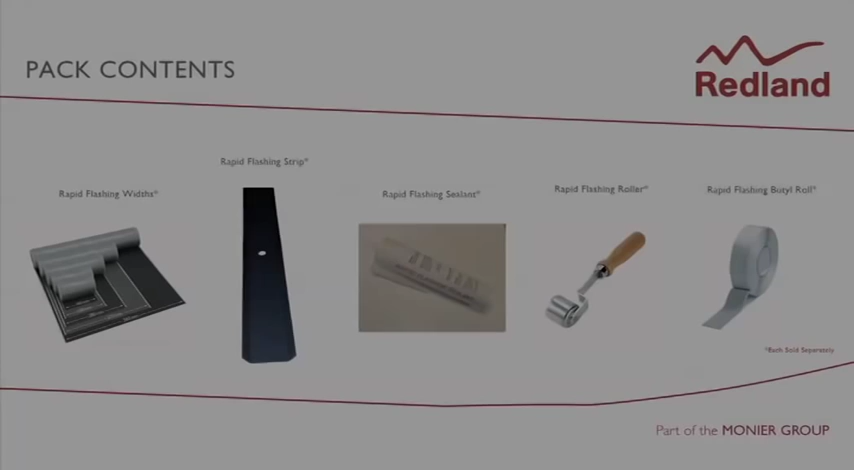 PACK CONTENTS
Redland
Rapid Flashing Strip*
Rapid Flashing Widths*
Rapid Flashing Sealant*
Rapid Flashing Roller*
Rapid Flashing Butyl Roll*
*Each Sold Separately
Part of the MONIER GROUP